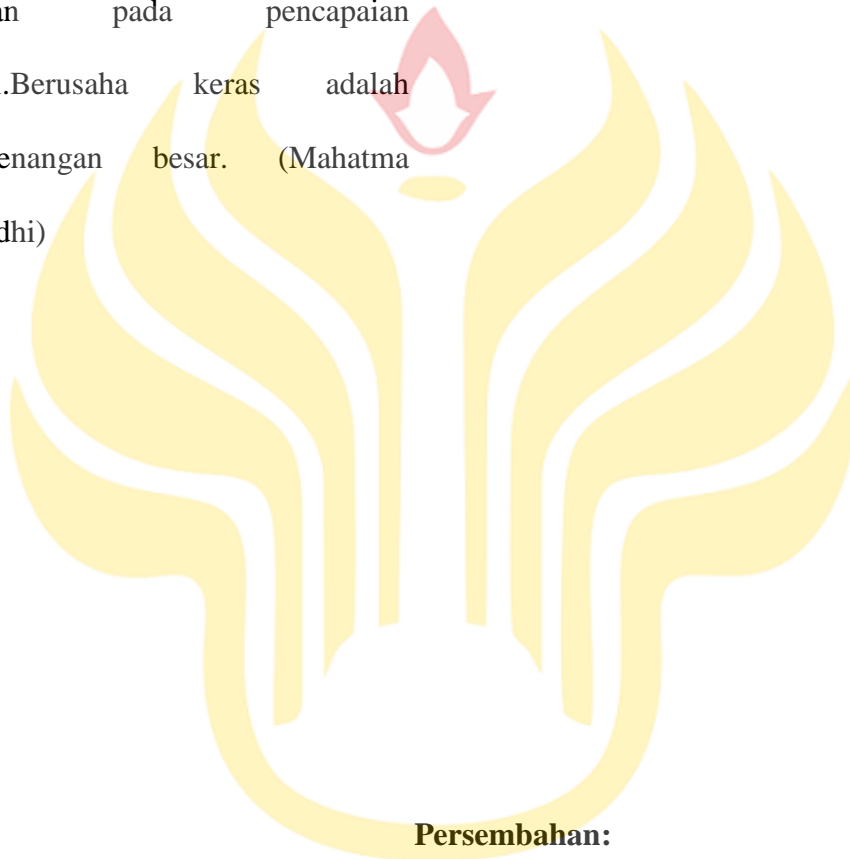 an pada pencapaian
.Berusaha keras adalah
enangan besar. (Mahatma
dhi)
Persembahan: